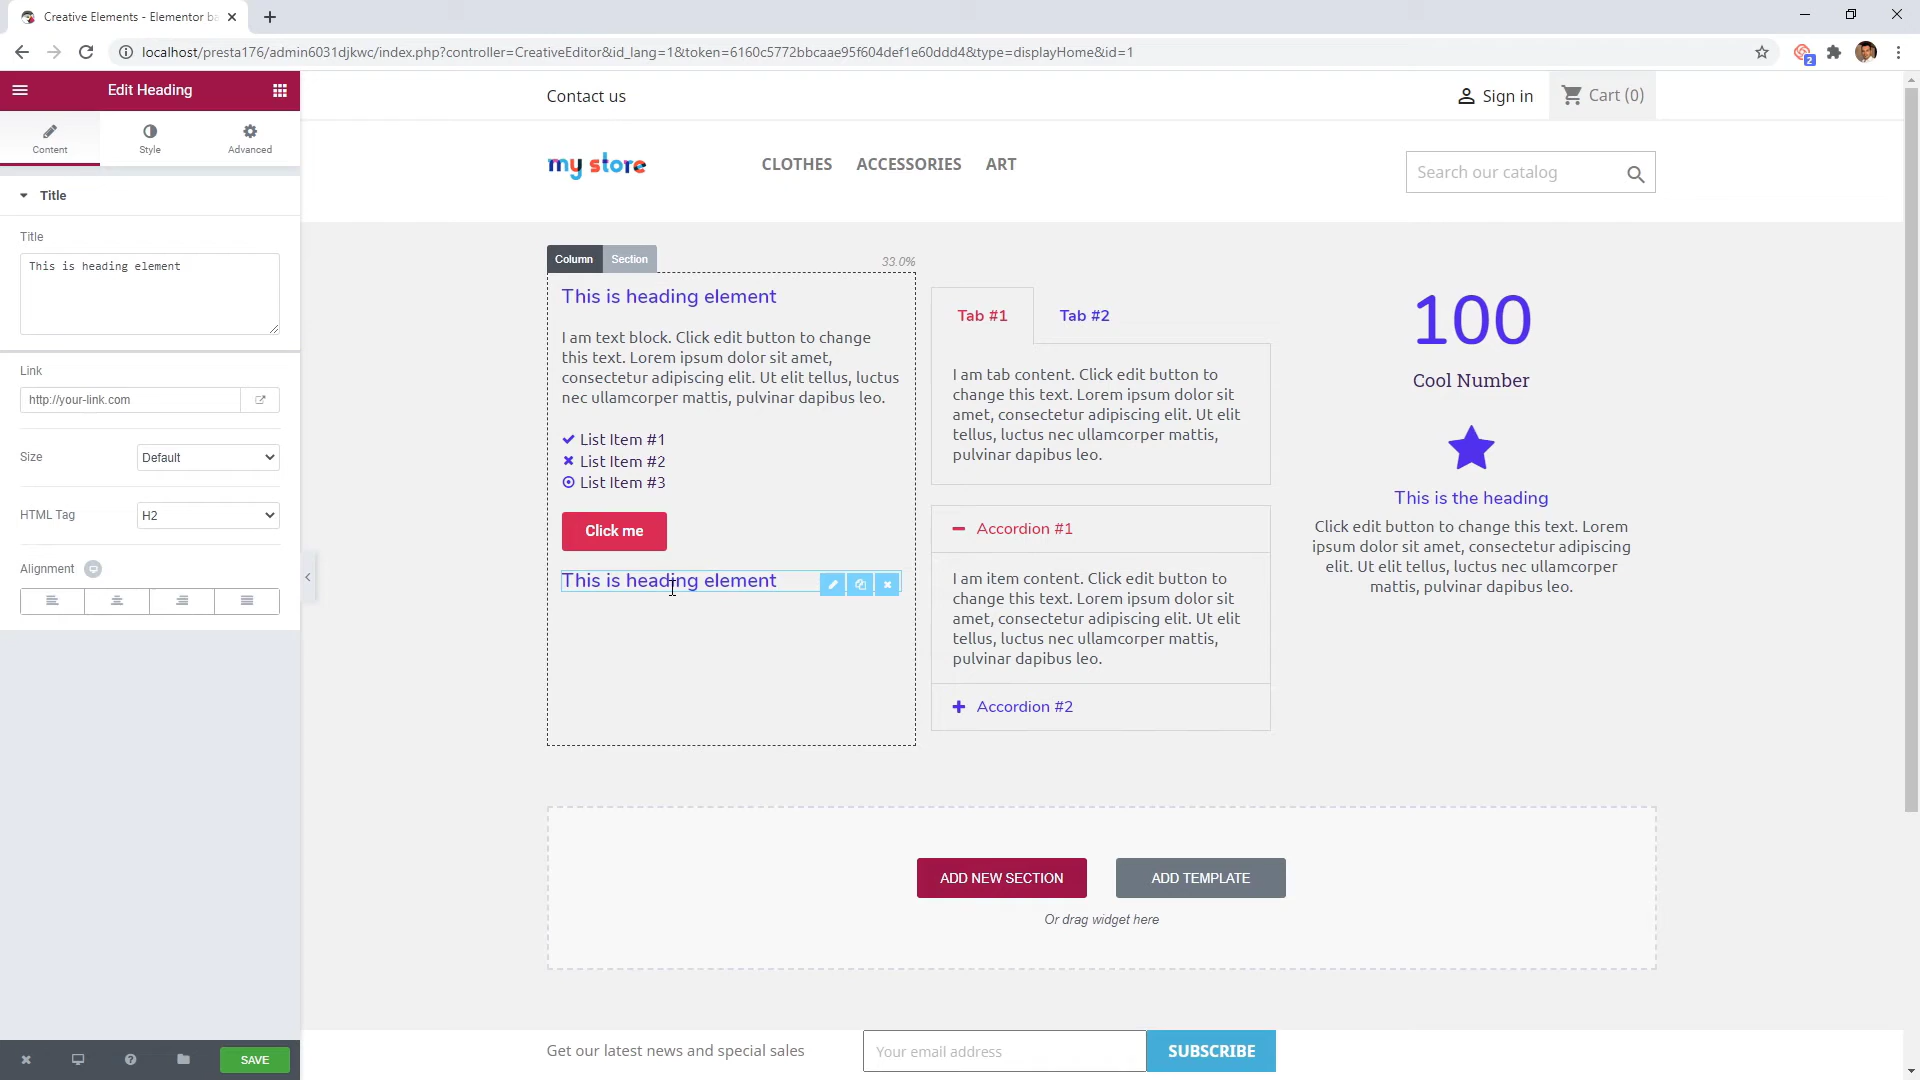 Creative Elements - Elementor ba
localhost/presta176/admin6031djkwc/index.php?controller=CreativeEditor&id_lang=1&token=6160c5772bbcaae95f604def1e60ddd4&type=displayHome&id=1
2
Edit Heading
Content
Style
Advanced
Title
Title
This is heading element
Link
http://your-link.com
Size
Default
HTML Tag
H2
Alignment
SAVE
Contact us
Sign in
Cart (0)
my store
CLOTHES
ACCESSORIES
ART
Search our catalog
Column
Section
33.0%
This is heading element
I am text block. Click edit button to change
this text. Lorem ipsum dolor sit amet,
consectetur adipiscing elit. Ut elit tellus, luctus
nec ullamcorper mattis, pulvinar dapibus leo.
List Item #1
List Item #2
List Item #3
Click me
This is heading element
Tab #1
Tab #2
I am tab content. Click edit button to
change this text. Lorem ipsum dolor sit
amet, consectetur adipiscing elit. Ut elit
tellus, luctus nec ullamcorper mattis,
pulvinar dapibus leo.
Accordion #1
I am item content. Click edit button to
change this text. Lorem ipsum dolor sit
amet, consectetur adipiscing elit. Ut elit
tellus, luctus nec ullamcorper mattis,
pulvinar dapibus leo.
Accordion #2
100
Cool Number
This is the heading
Click edit button to change this text. Lorem
ipsum dolor sit amet, consectetur adipiscing
elit. Ut elit tellus, luctus nec ullamcorper
mattis, pulvinar dapibus leo.
ADD NEW SECTION
ADD TEMPLATE
Or drag widget here
Get our latest news and special sales
Your email address
SUBSCRIBE